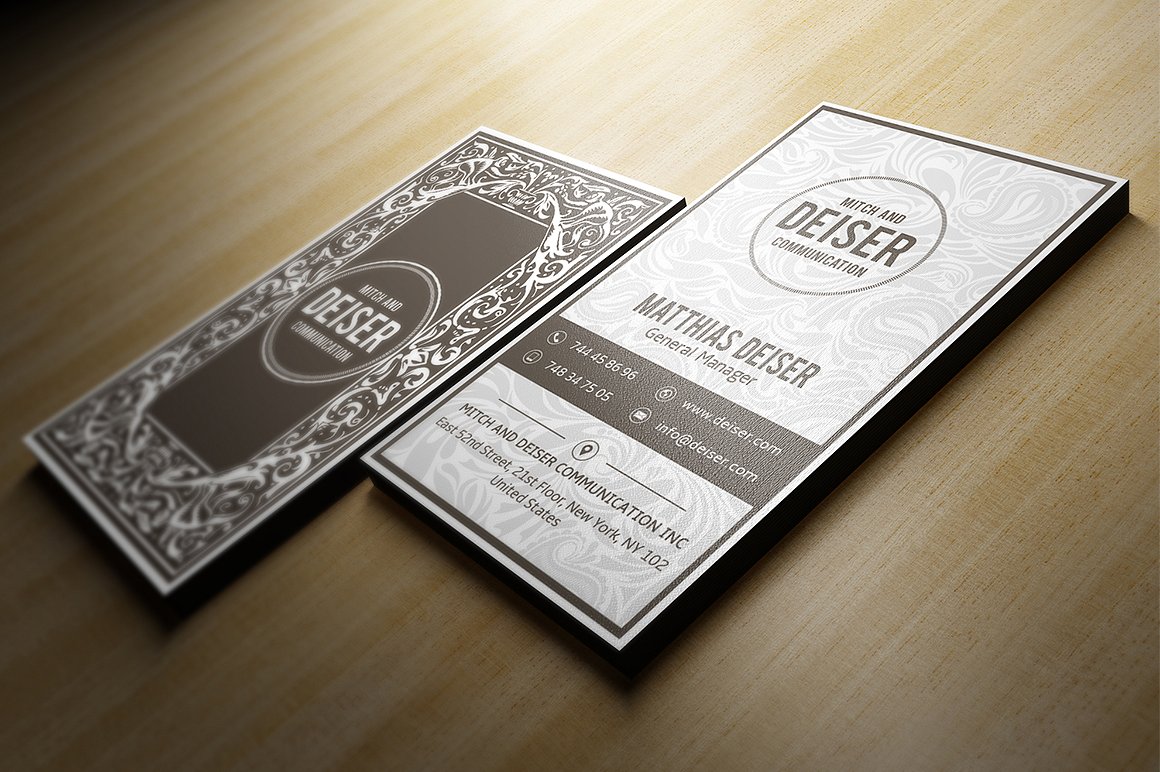 MITCH AND
DEISER
COMMUNICATION
MITCH AND
DEISER
COMMUNICATION
MATTHIAS DEISER
General Manager
744 45 86 96
748 34 75 05
www.deiser.com
info@deiser.com
MITCH AND DEISER COMMUNICATION INC
East 52nd Street, 21st Floor, New York, NY 102
United States